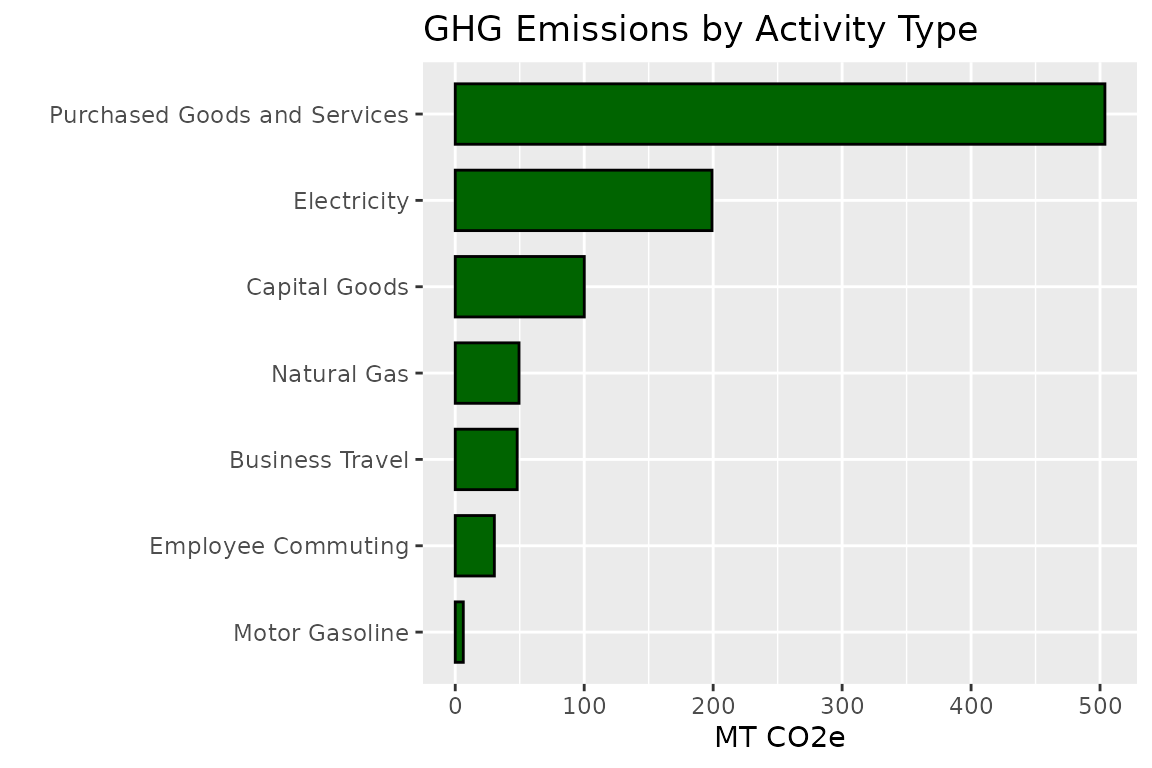 GHG Emissions by Activity Type
Purchased Goods and Services
Electricity
Capital Goods
Natural Gas
Business Travel
Employee Commuting
Motor Gasoline
0 100 200 300 400 500
MT CO2e